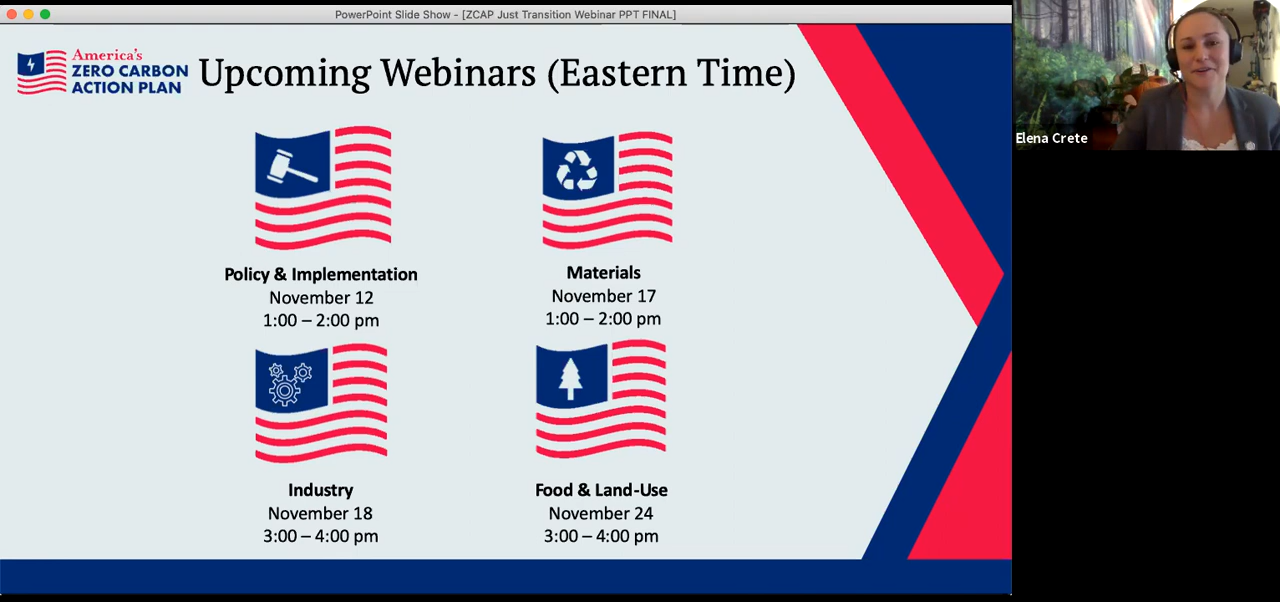 PowerPoint Slide Show - [ZCAP Just Transition Webinar PPT FINAL]
America's
ZERO CARBON
ACTION PLAN
Upcoming Webinars (Eastern Time)
Elena Crete
Policy & Implementation
November 12
1:00 – 2:00 pm
Materials
November 17
1:00 – 2:00 pm
Industry
November 18
3:00 – 4:00 pm
Food & Land-Use
November 24
3:00 – 4:00 pm